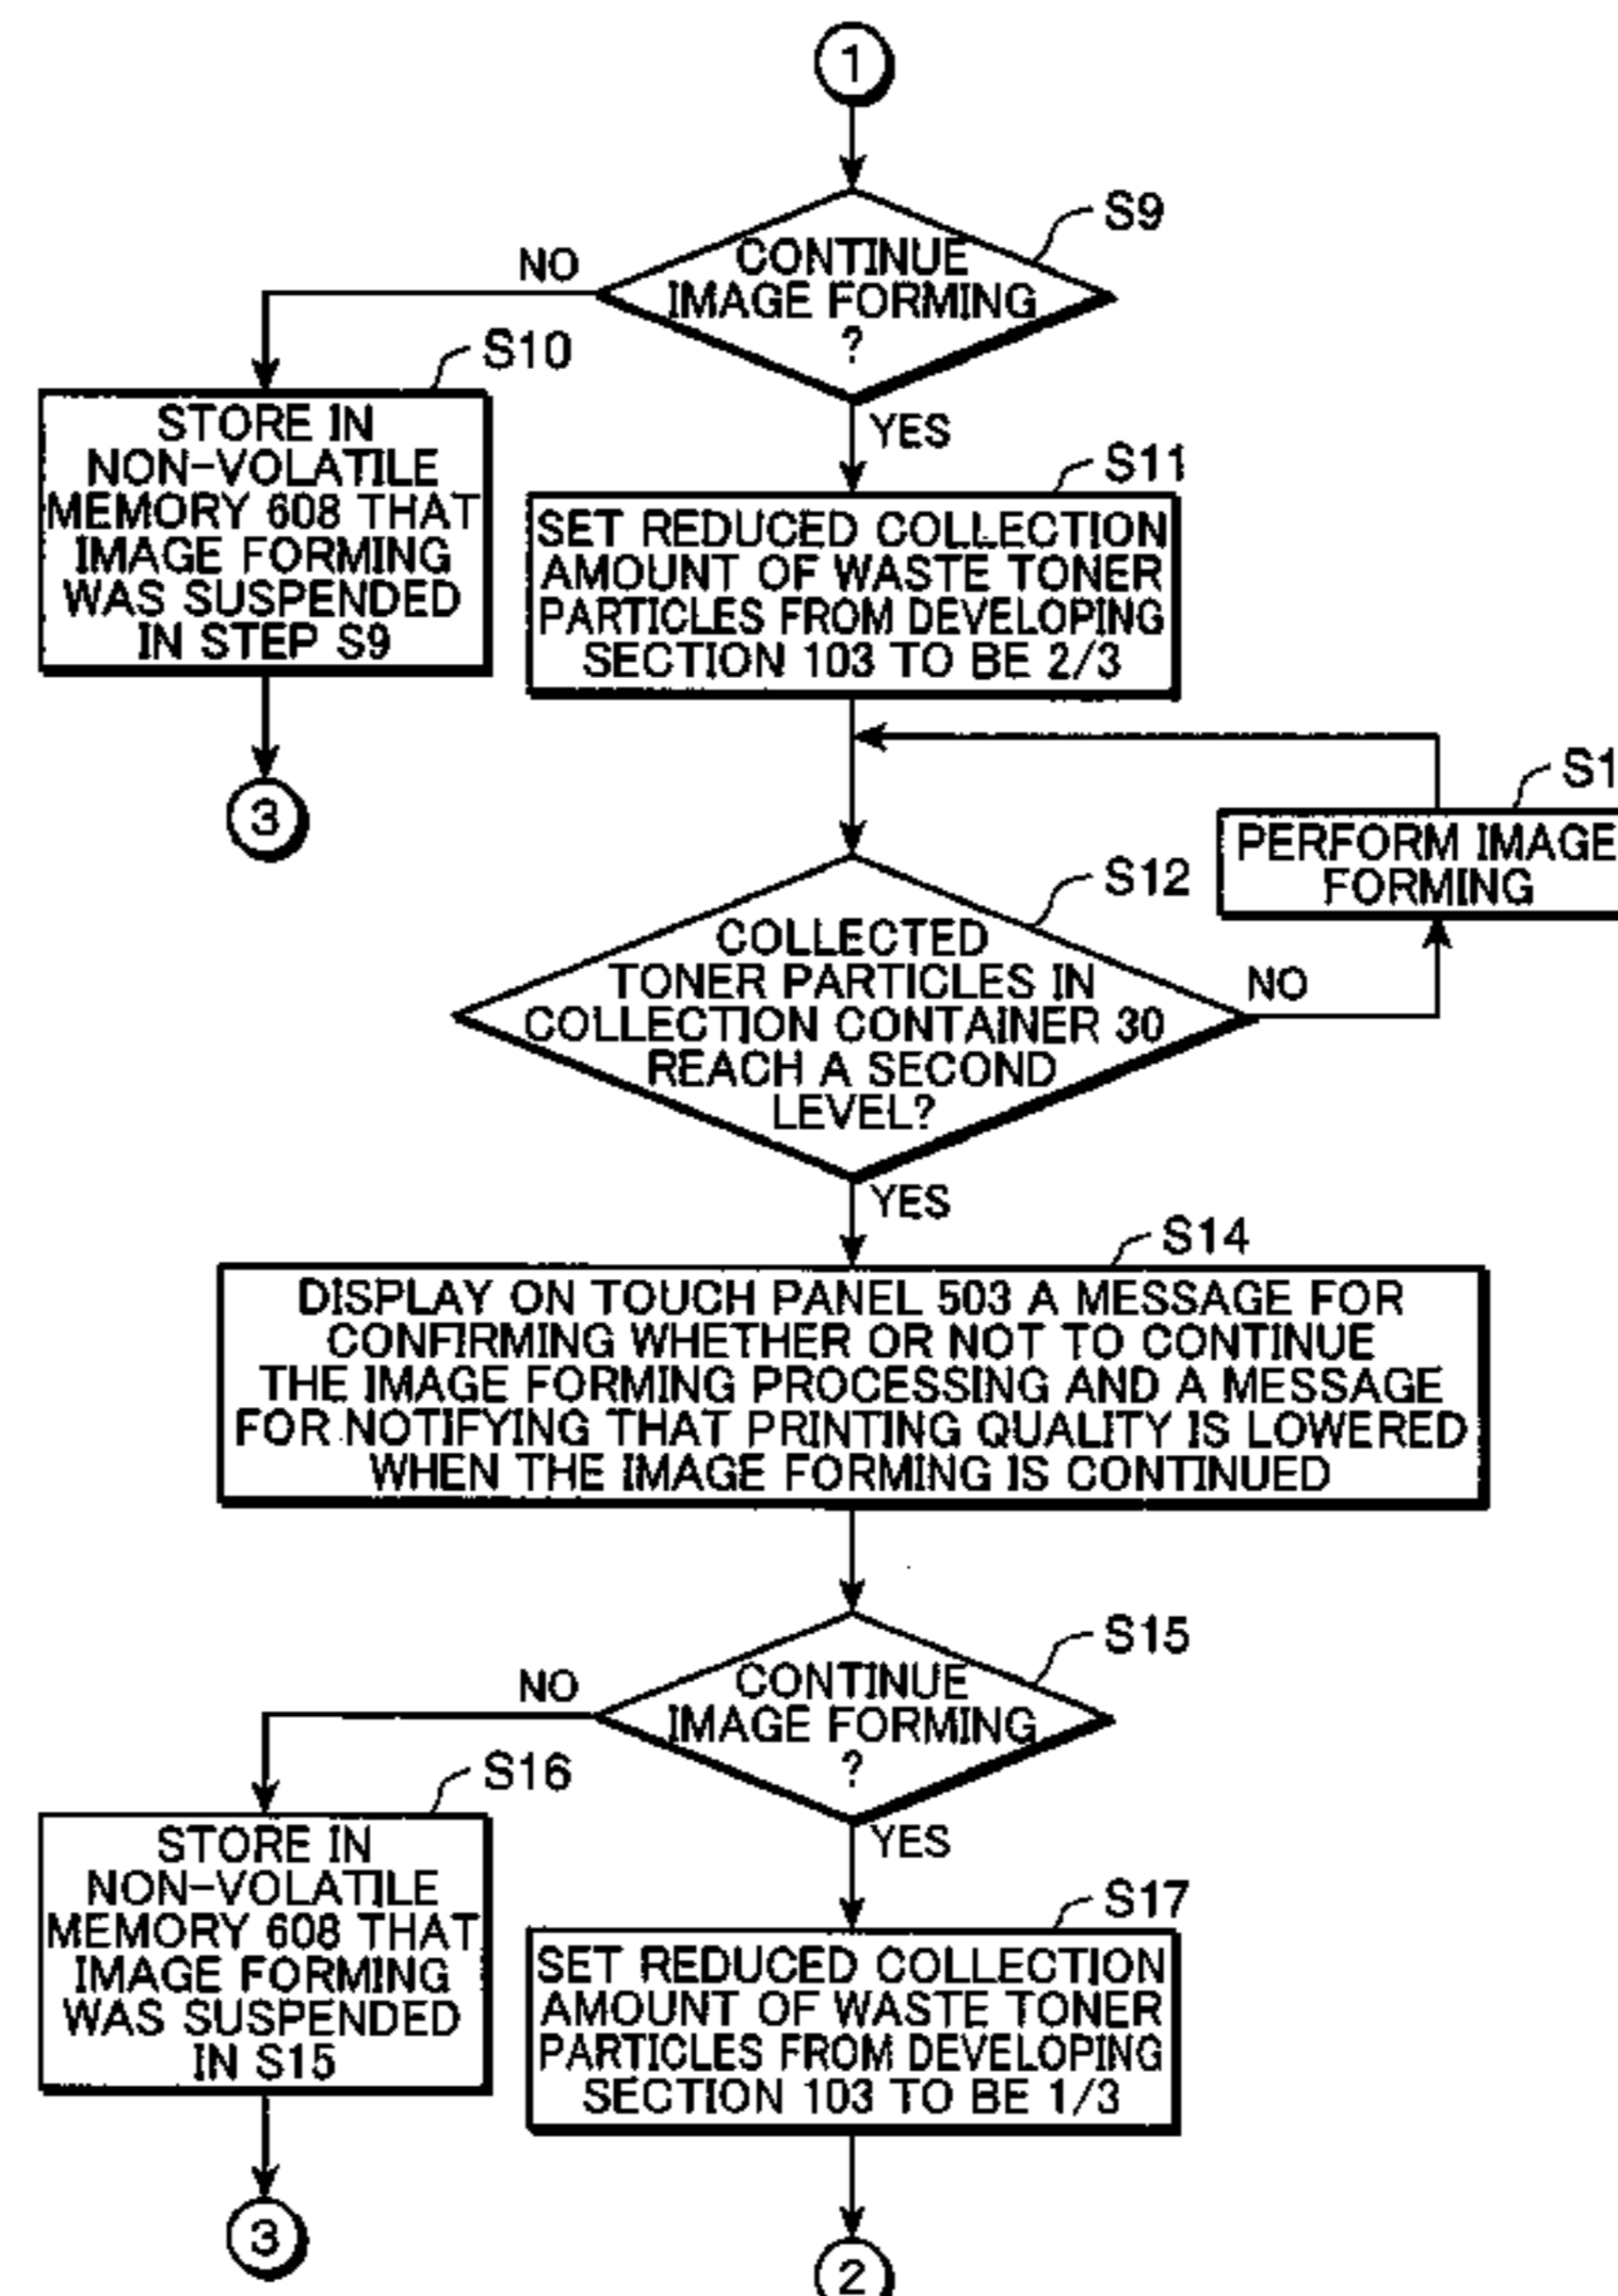 1
S9
CONTINUE
IMAGE FORMING
?
NO
YES
S10
STORE IN
NON-VOLATILE
MEMORY 608 THAT
IMAGE FORMING
WAS SUSPENDED
IN STEP S9
3
S11
SET REDUCED COLLECTION
AMOUNT OF WASTE TONER
PARTICLES FROM DEVELOPING
SECTION 103 TO BE 2/3
S1
PERFORM IMAGE
FORMING
S12
COLLECTED
TONER PARTICLES IN
COLLECTION CONTAINER 30
REACH A SECOND
LEVEL?
NO
YES
S14
DISPLAY ON TOUCH PANEL 503 A MESSAGE FOR
CONFIRMING WHETHER OR NOT TO CONTINUE
THE IMAGE FORMING PROCESSING AND A MESSAGE
FOR NOTIFYING THAT PRINTING QUALITY IS LOWERED
WHEN THE IMAGE FORMING IS CONTINUED
S15
CONTINUE
IMAGE FORMING
?
NO
YES
S16
STORE IN
NON-VOLATILE
MEMORY 608 THAT
IMAGE FORMING
WAS SUSPENDED
IN S15
3
S17
SET REDUCED COLLECTION
AMOUNT OF WASTE TONER
PARTICLES FROM DEVELOPING
SECTION 103 TO BE 1/3
2